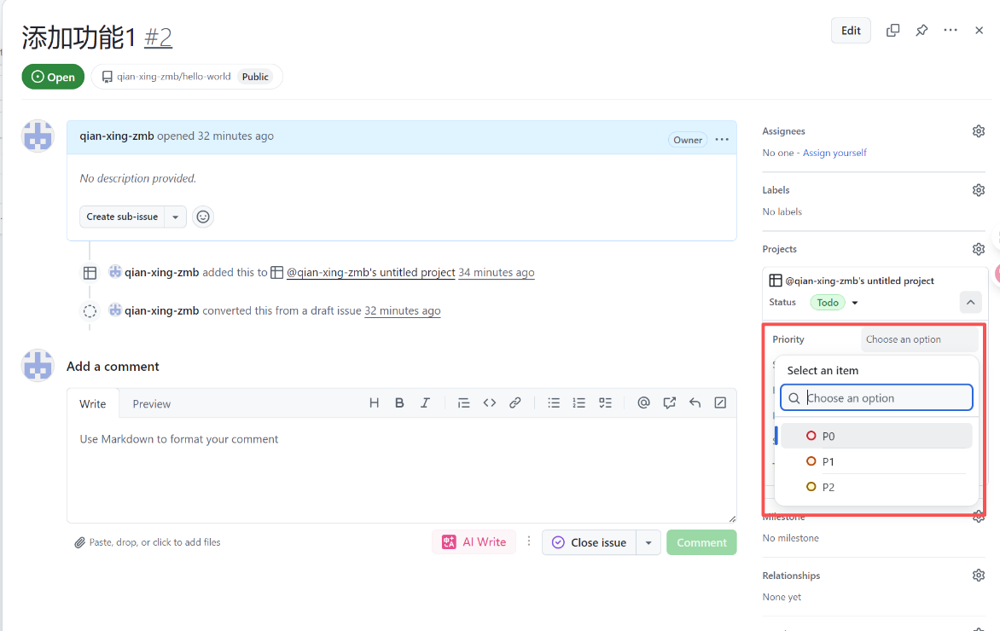 添加功能1 #2
Edit
Open
qian-xing-zmb/hello-world Public
qian-xing-zmb opened 32 minutes ago
Owner
No description provided.
Create sub-issue
qian-xing-zmb added this to @qian-xing-zmb's untitled project 34 minutes ago
qian-xing-zmb converted this from a draft issue 32 minutes ago
Add a comment
Write
Preview
Use Markdown to format your comment
Paste, drop, or click to add files
AI Write
Close issue
Comment
Assignees
No one - Assign yourself
Labels
No labels
Projects
@qian-xing-zmb's untitled project
Status Todo
Priority Choose an option
Select an item
Choose an option
P0
P1
P2
Milestone
No milestone
Relationships
None yet